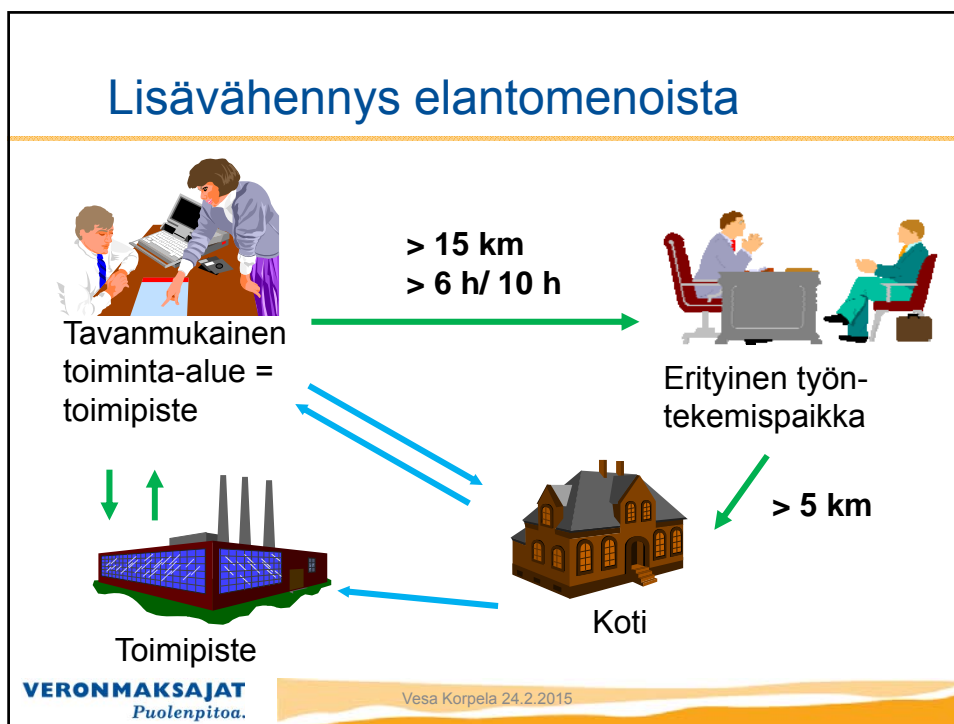 Lisävähennys elantomenoista
> 15 km
> 6 h/ 10 h
Tavanmukainen
toiminta-alue =
toimipiste
Erityinen työn-
tekemispaikka
> 5 km
Koti
Toimipiste
VERONMAKSAJAT
Puolenpitoa.
Vesa Korpela 24.2.2015